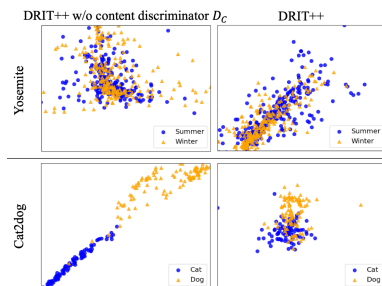 DRIT++ w/o content discriminator D_C
DRIT++
Yosemite
Summer
Winter
Summer
Winter
Cat2dog
Cat
Dog
Cat
Dog